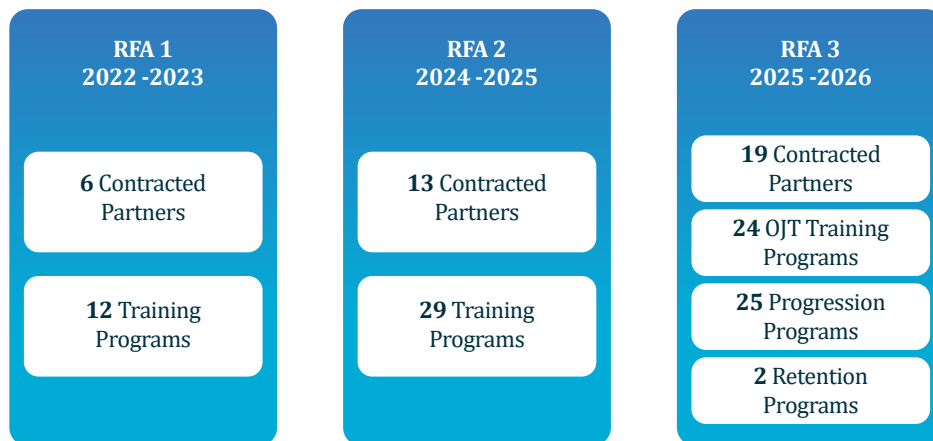 RFA 1
2022 -2023
6 Contracted
Partners
12 Training
Programs
RFA 2
2024 -2025
13 Contracted
Partners
29 Training
Programs
RFA 3
2025 -2026
19 Contracted
Partners
24 OJT Training
Programs
25 Progression
Programs
2 Retention
Programs